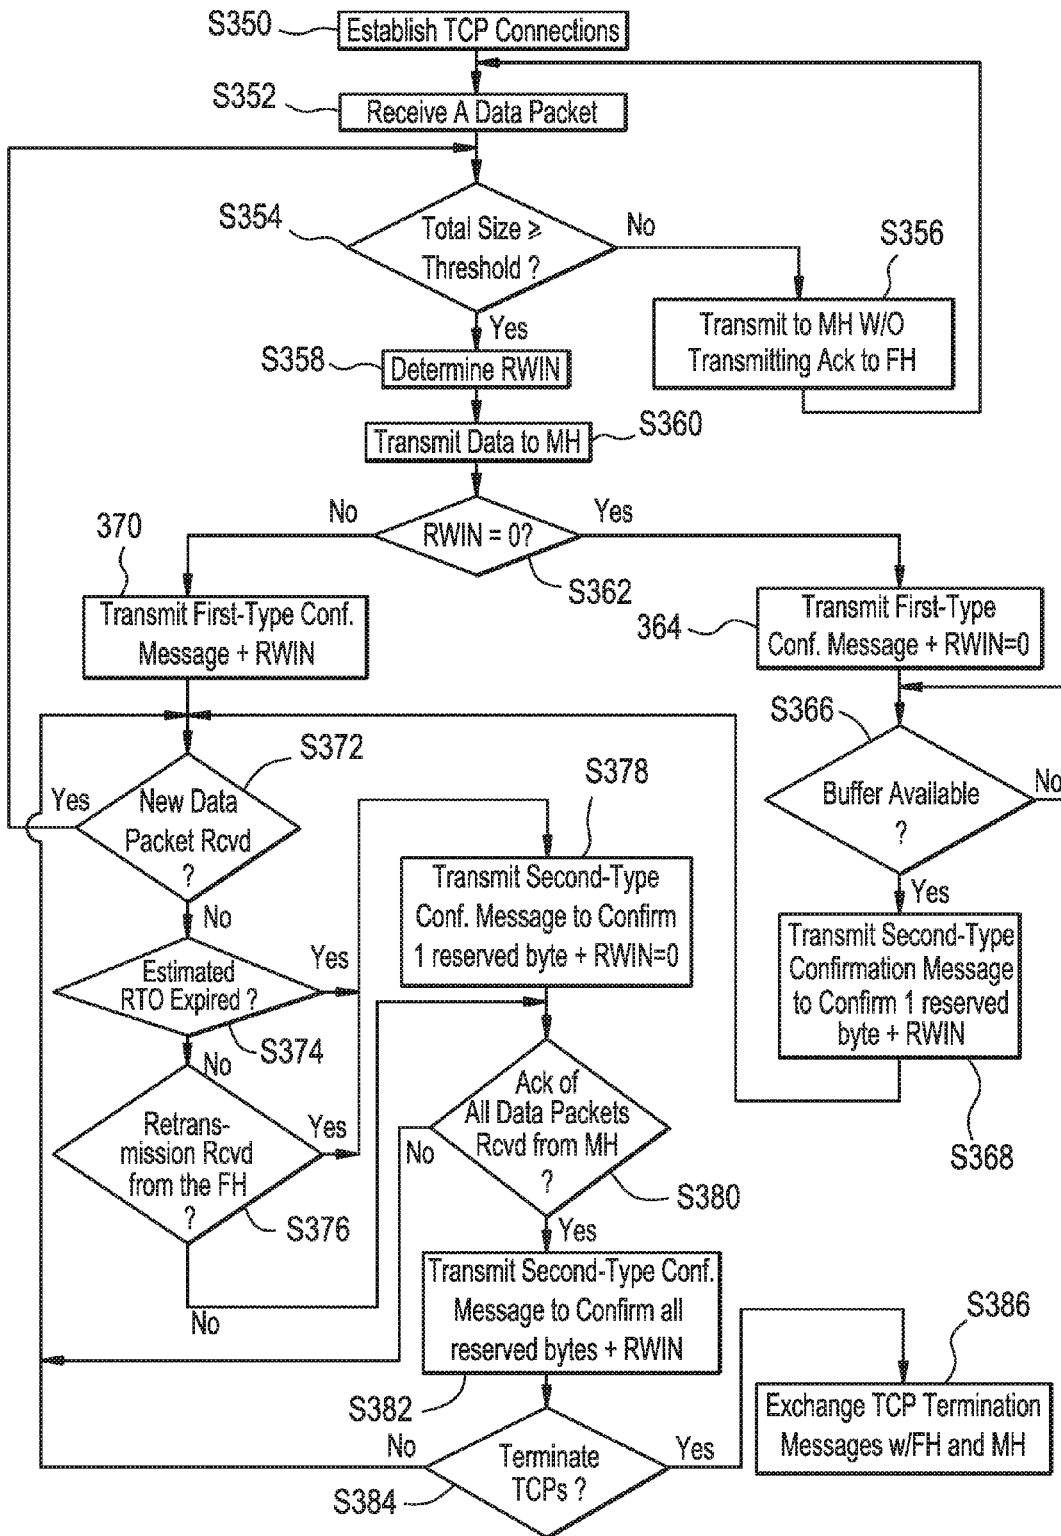 S350
Establish TCP Connections
S352
Receive A Data Packet
S354
Total Size ≥
Threshold ?
No
S356
Transmit to MH W/O
Transmitting Ack to FH
Yes
S358
Determine RWIN
Transmit Data to MH
S360
No
RWIN = 0?
Yes
S362
370
Transmit First-Type Conf.
Message + RWIN
364
Transmit First-Type
Conf. Message + RWIN=0
S366
Buffer Available
?
No
Yes
Transmit Second-Type
Confirmation Message
to Confirm 1 reserved
byte + RWIN
S368
S372
Yes
New Data
Packet Rcvd
?
No
Estimated
RTO Expired ?
Yes
S374
No
Retrans-
mission Rcvd
from the FH
?
Yes
S376
No
S378
Transmit Second-Type
Conf. Message to Confirm
1 reserved byte + RWIN=0
Ack of
All Data Packets
Rcvd from MH
?
No
S380
Yes
Transmit Second-Type Conf.
Message to Confirm all
reserved bytes + RWIN
S382
No
Terminate
TCPs ?
Yes
S384
S386
Exchange TCP Termination
Messages w/FH and MH